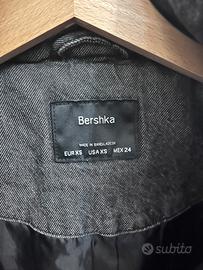 Bershka
MADE IN BANGLADESH
EUR XS USA XS MEX 24
subito